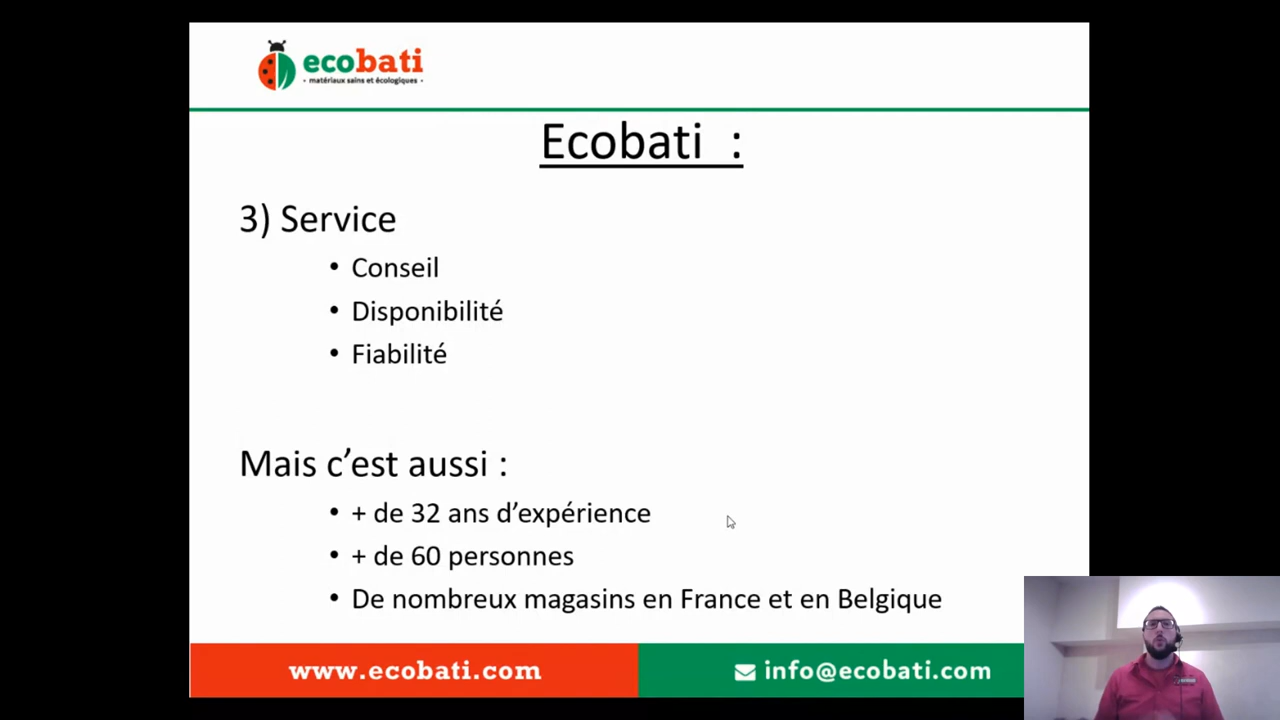 ecobati
• matériaux sains et écologiques •
Ecobati :
3) Service
• Conseil
• Disponibilité
• Fiabilité
Mais c’est aussi :
• + de 32 ans d’expérience
• + de 60 personnes
• De nombreux magasins en France et en Belgique
www.ecobati.com
info@ecobati.com